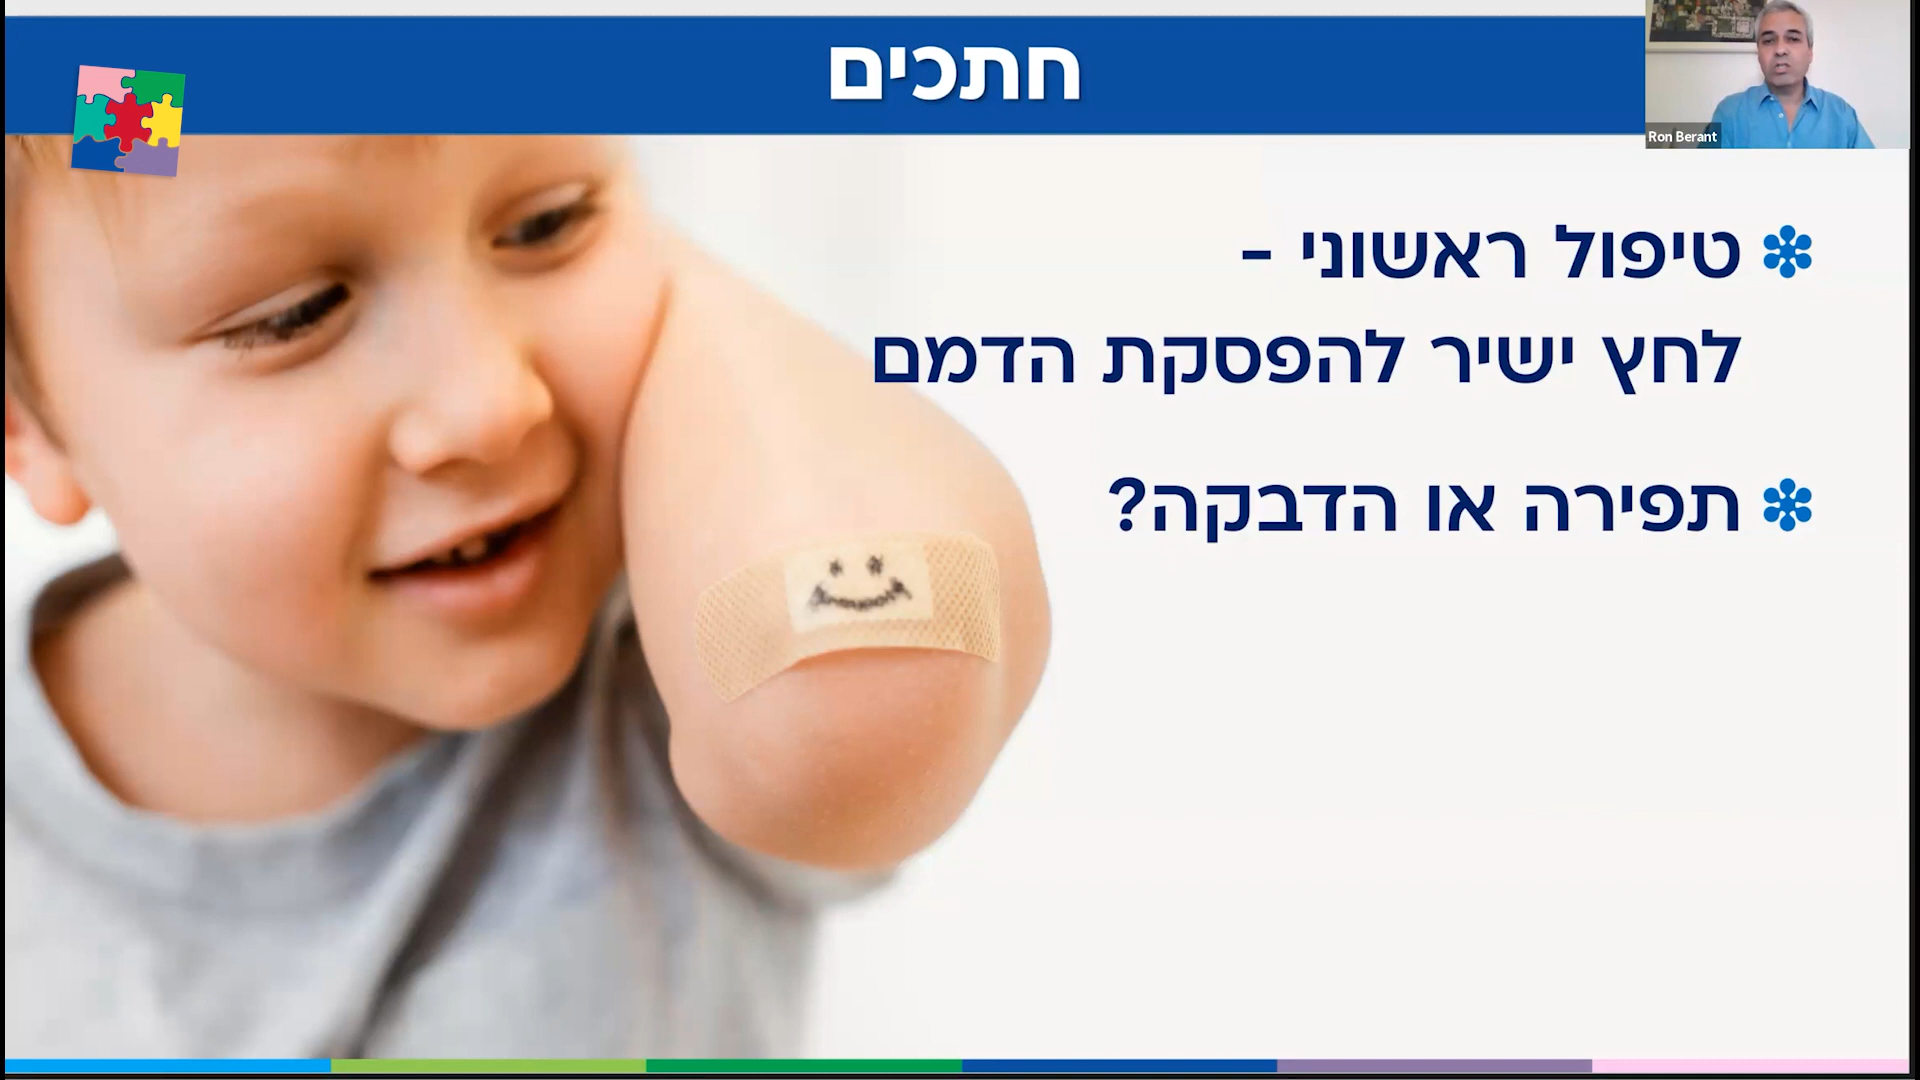 חתכים
Ron Berant
טיפול ראשוני -
לחץ ישיר להפסקת הדמם
תפירה או הדבקה?